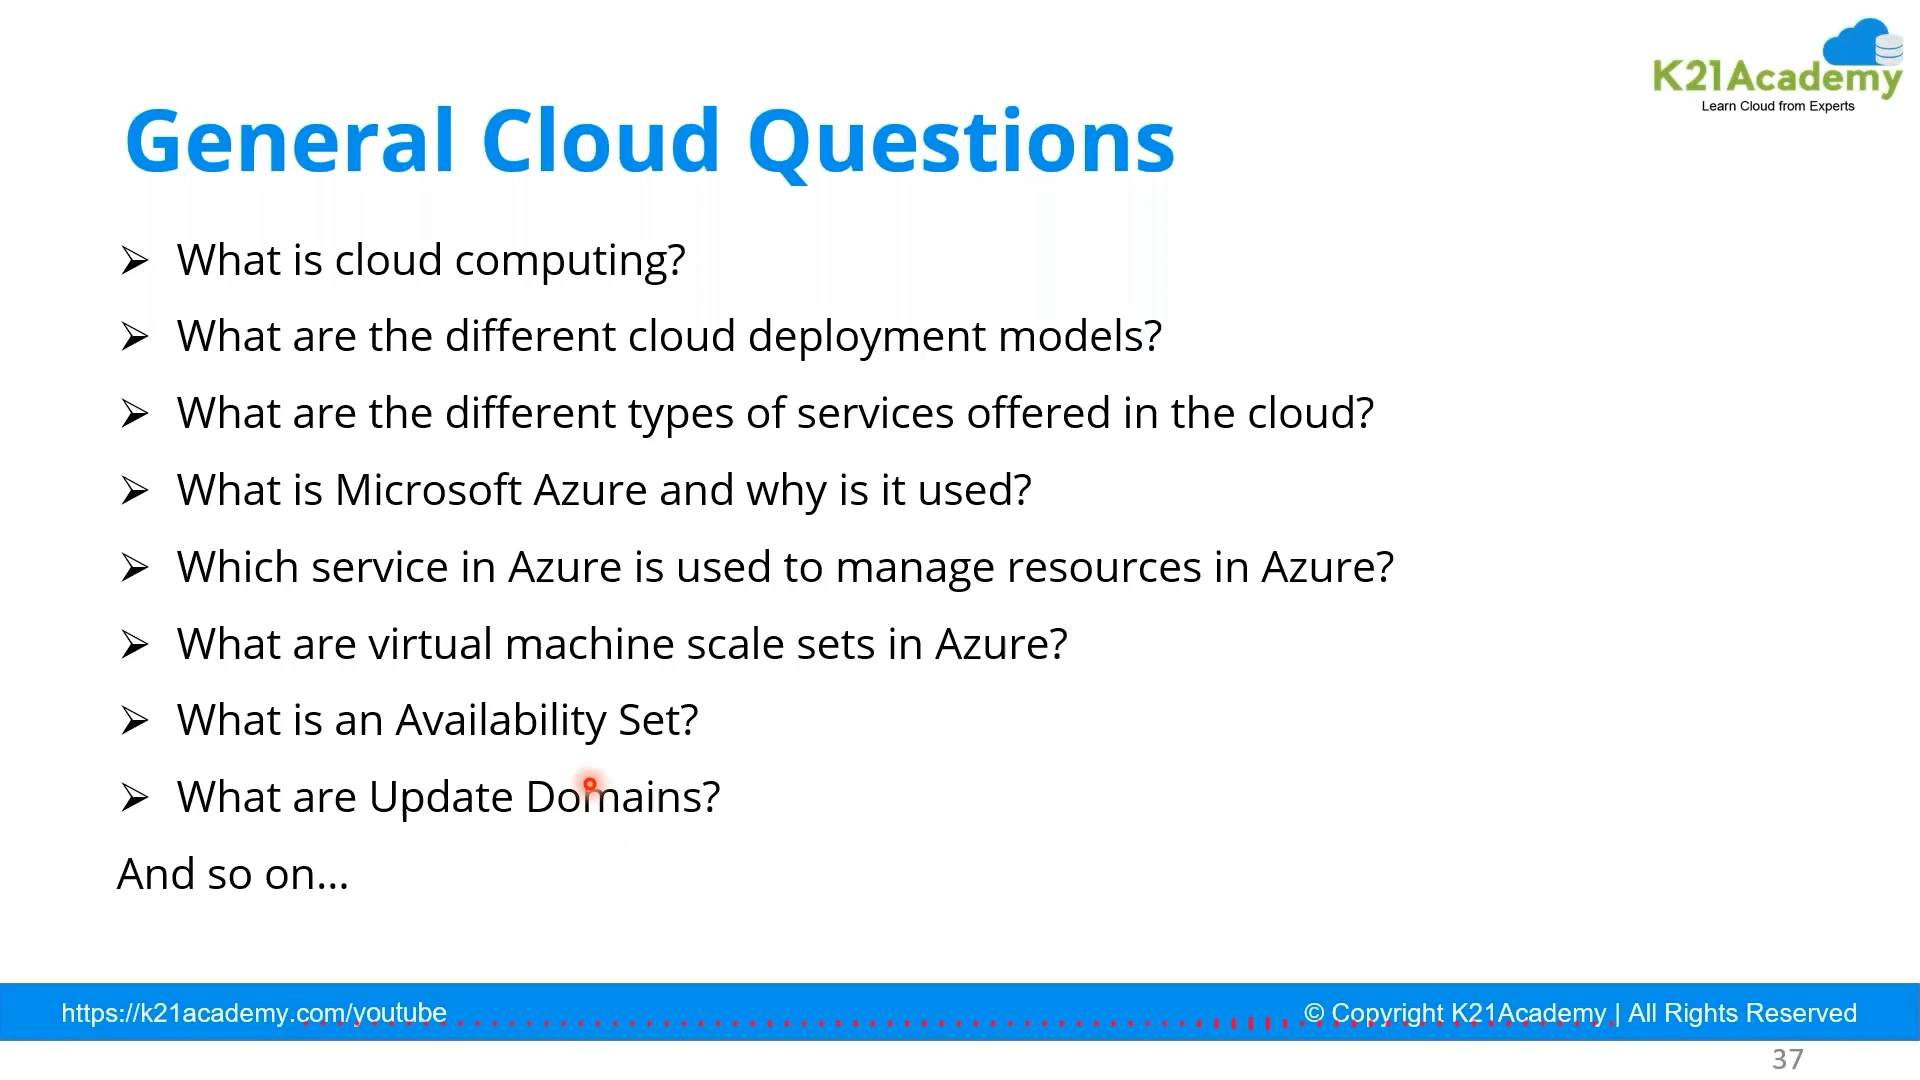 K21Academy
Learn Cloud from Experts
General Cloud Questions
➢ What is cloud computing?
➢ What are the different cloud deployment models?
➢ What are the different types of services offered in the cloud?
➢ What is Microsoft Azure and why is it used?
➢ Which service in Azure is used to manage resources in Azure?
➢ What are virtual machine scale sets in Azure?
➢ What is an Availability Set?
➢ What are Update Domains?
And so on...
https://k21academy.com/youtube
© Copyright K21Academy | All Rights Reserved
37